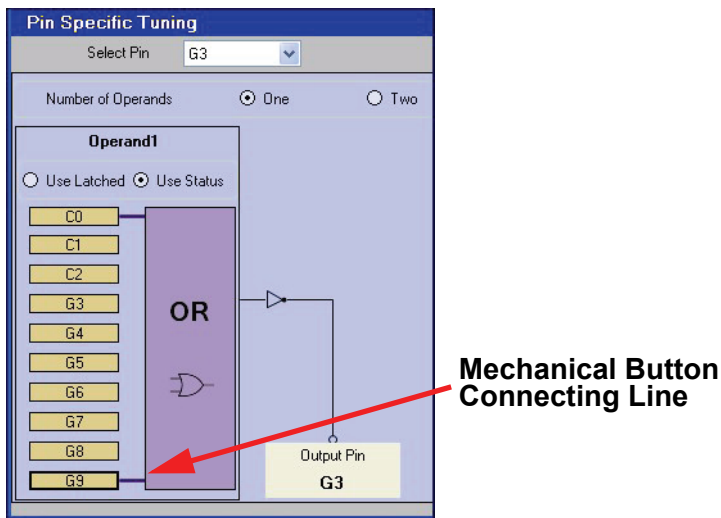 Pin Specific Tuning
Select Pin G3
Number of Operands One Two
Operand1
Use Latched Use Status
C0
C1
C2
G3
G4
G5
G6
G7
G8
G9
OR
Output Pin
G3
Mechanical Button
Connecting Line